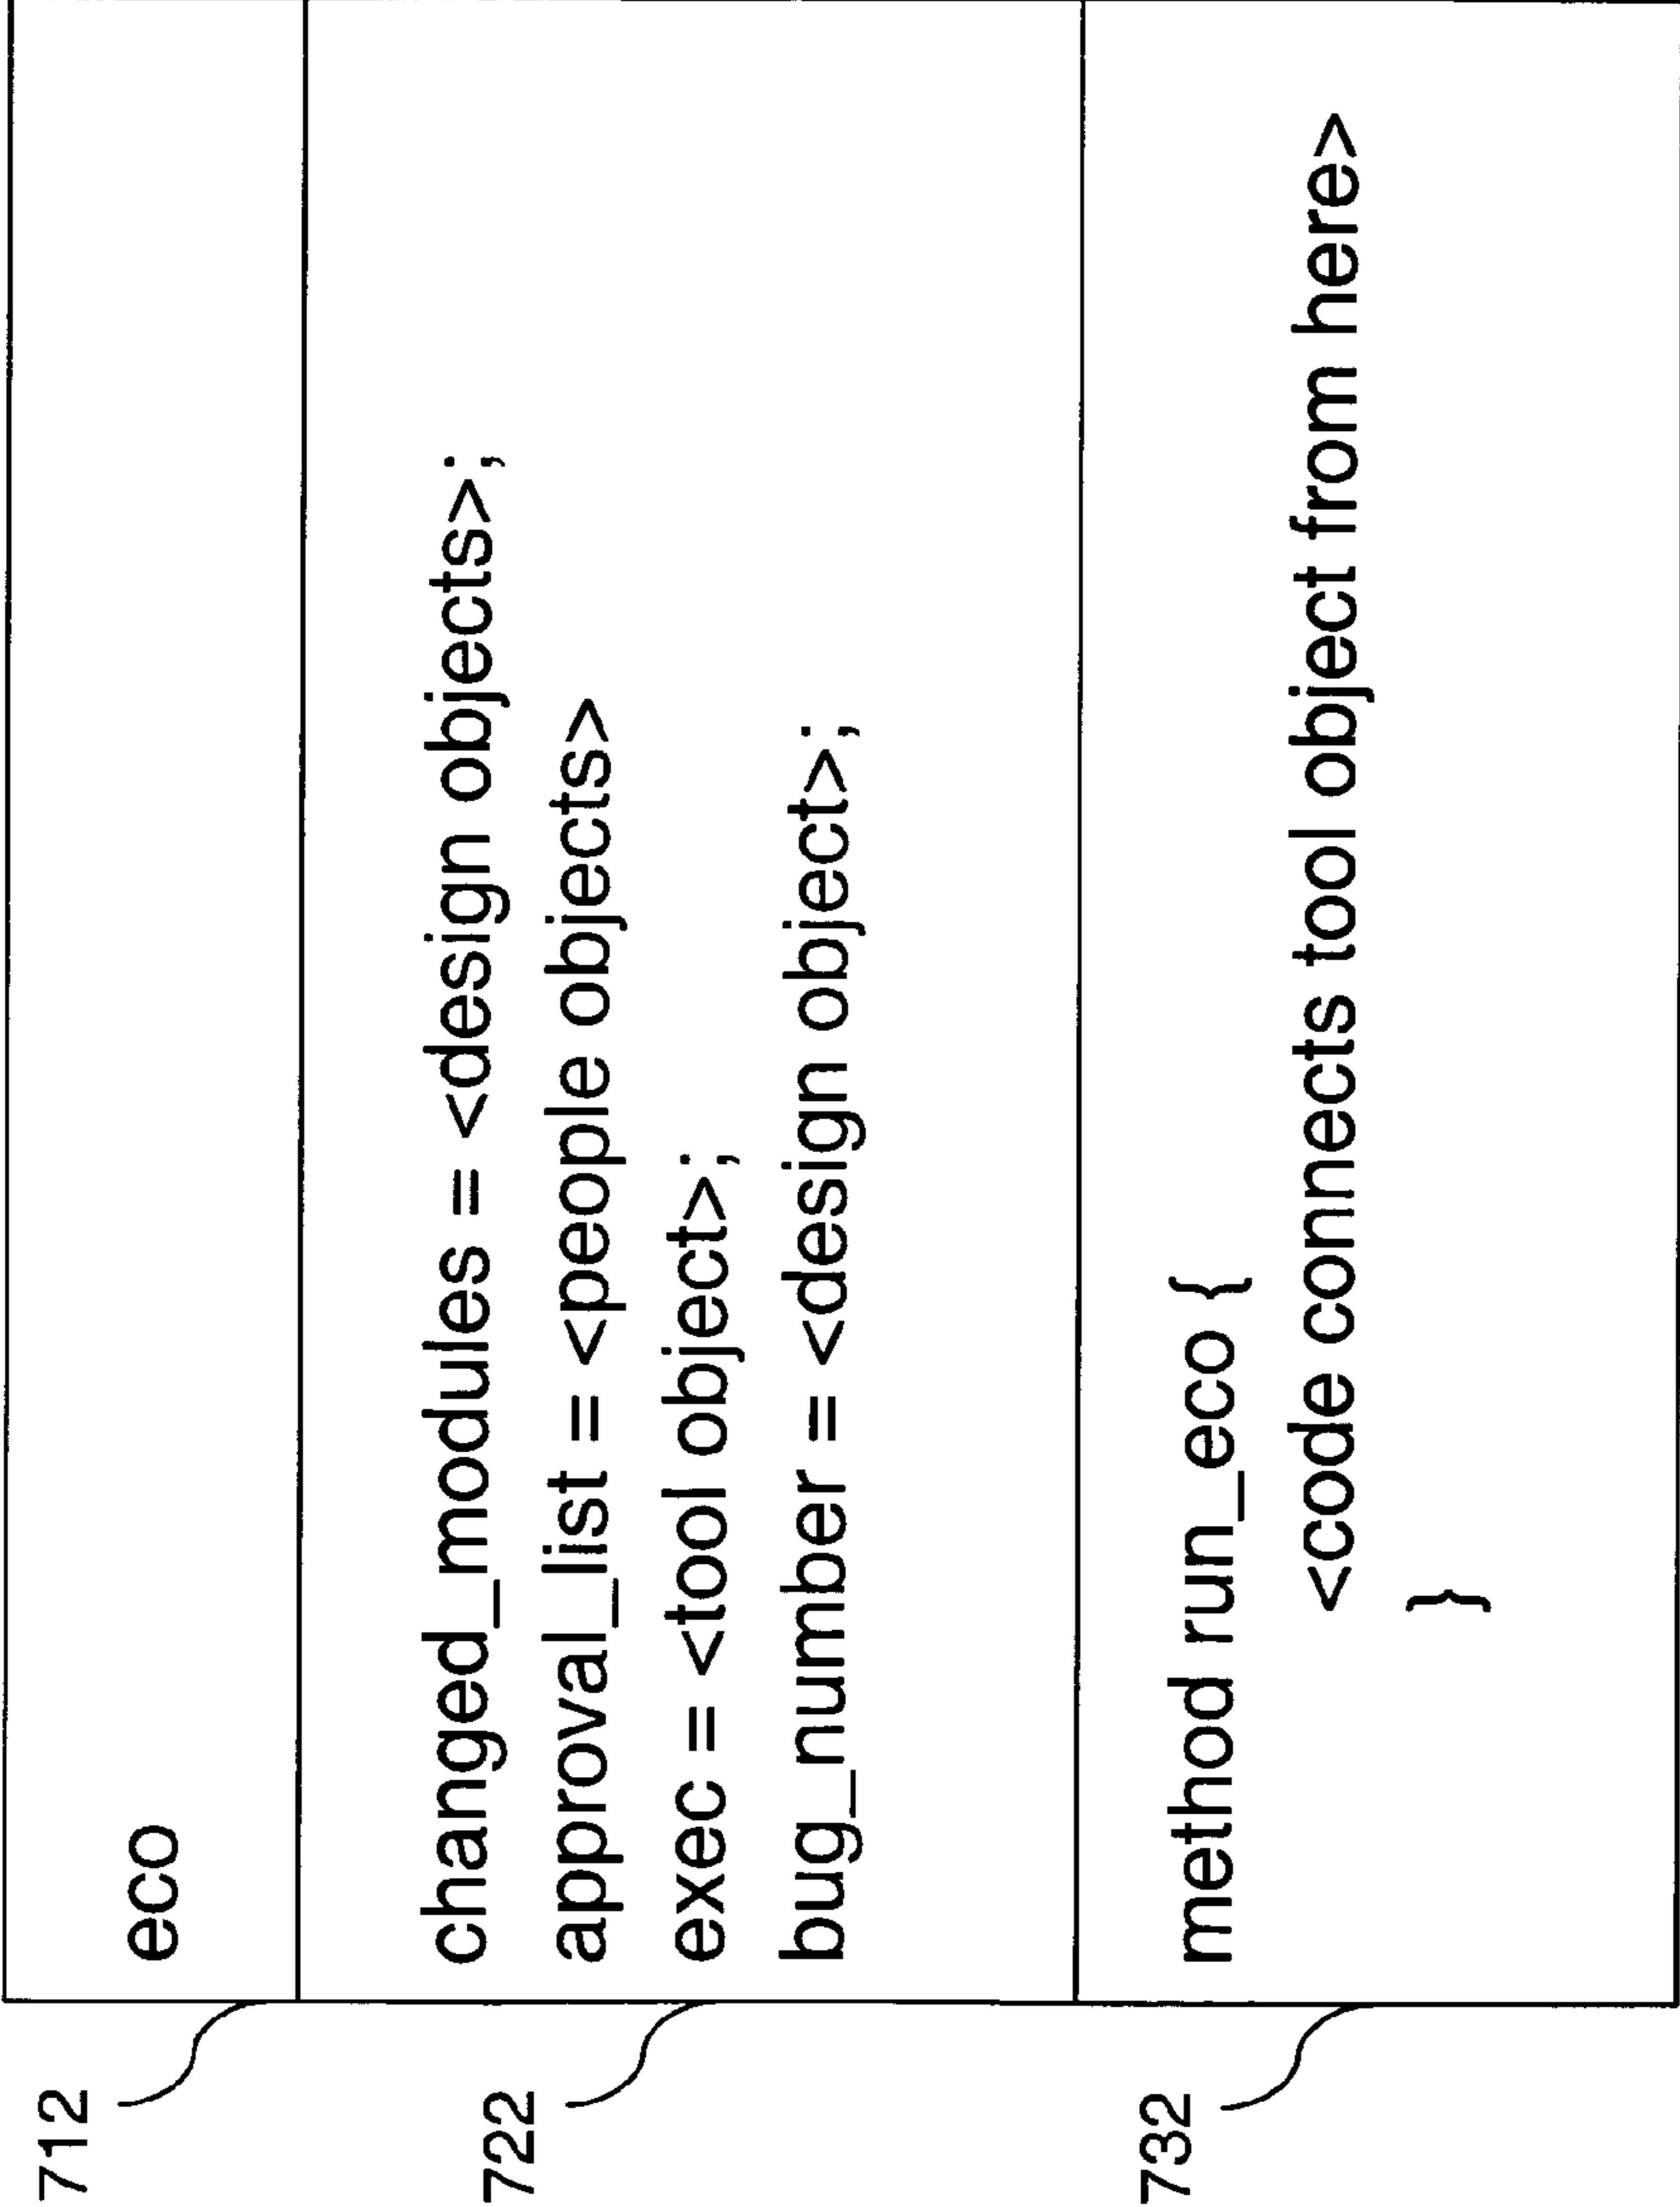 712
eco
722
changed_modules = <design objects>;
approval_list = <people objects>
exec = <tool object>;
bug_number = <design object>;
732
method run_eco {
<code connects tool object from here>
}